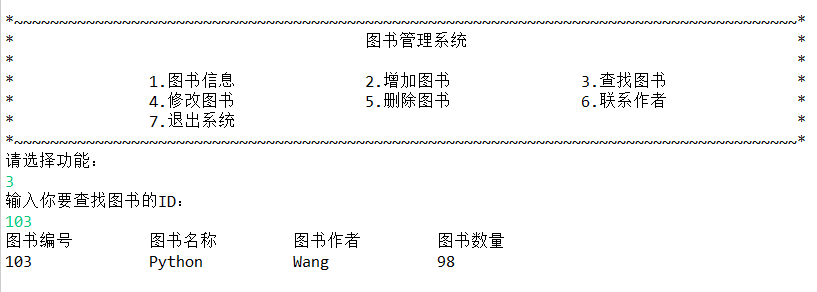 *~~~~~~~~~~~~~~~~~~~~~~~~~~~~~~~~~~~~~~~~~~~~~~~~~~~~~~~~~~~~~~~~~~~~~~~~~~~~~~~~~~~~~~~*
* 图书管理系统 *
* *
* 1.图书信息 2.增加图书 3.查找图书 *
* 4.修改图书 5.删除图书 6.联系作者 *
* 7.退出系统 *
*~~~~~~~~~~~~~~~~~~~~~~~~~~~~~~~~~~~~~~~~~~~~~~~~~~~~~~~~~~~~~~~~~~~~~~~~~~~~~~~~~~~~~~~*
请选择功能：
3
输入你要查找图书的ID：
103
图书编号 图书名称 图书作者 图书数量
103 Python Wang 98